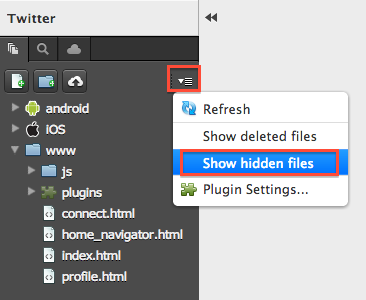 Twitter
android
iOS
www
js
plugins
connect.html
home_navigator.html
index.html
profile.html
Refresh
Show deleted files
Show hidden files
Plugin Settings...